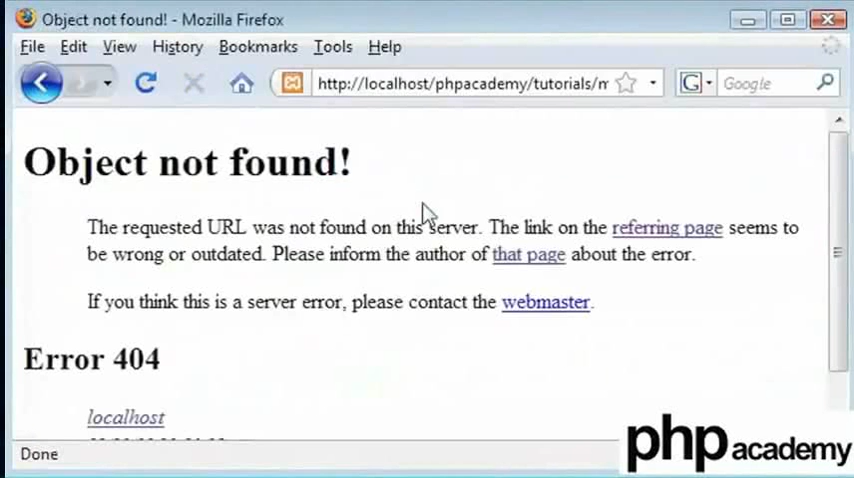 Object not found! - Mozilla Firefox
File Edit View History Bookmarks Tools Help
http://localhost/phpacademy/tutorials/m
G Google
Object not found!
The requested URL was not found on this server. The link on the referring page seems to
be wrong or outdated. Please inform the author of that page about the error.
If you think this is a server error, please contact the webmaster.
Error 404
localhost
Done
php academy